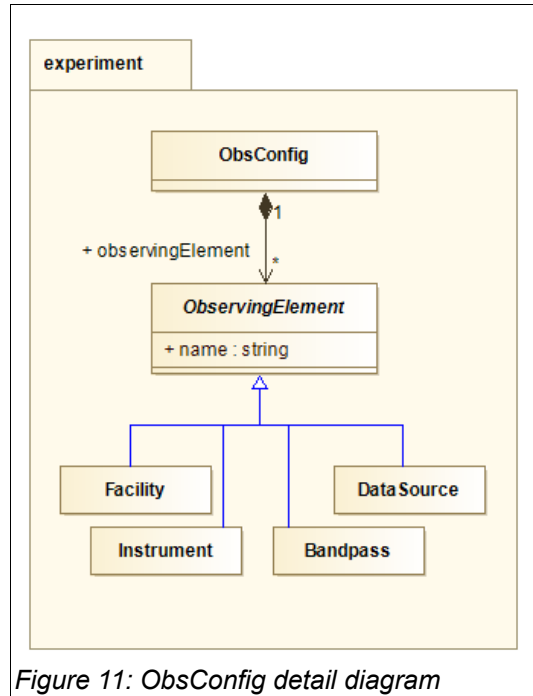 experiment
ObsConfig
1
+ observingElement
*
ObservingElement
+ name : string
Facility
DataSource
Instrument
Bandpass
Figure 11: ObsConfig detail diagram